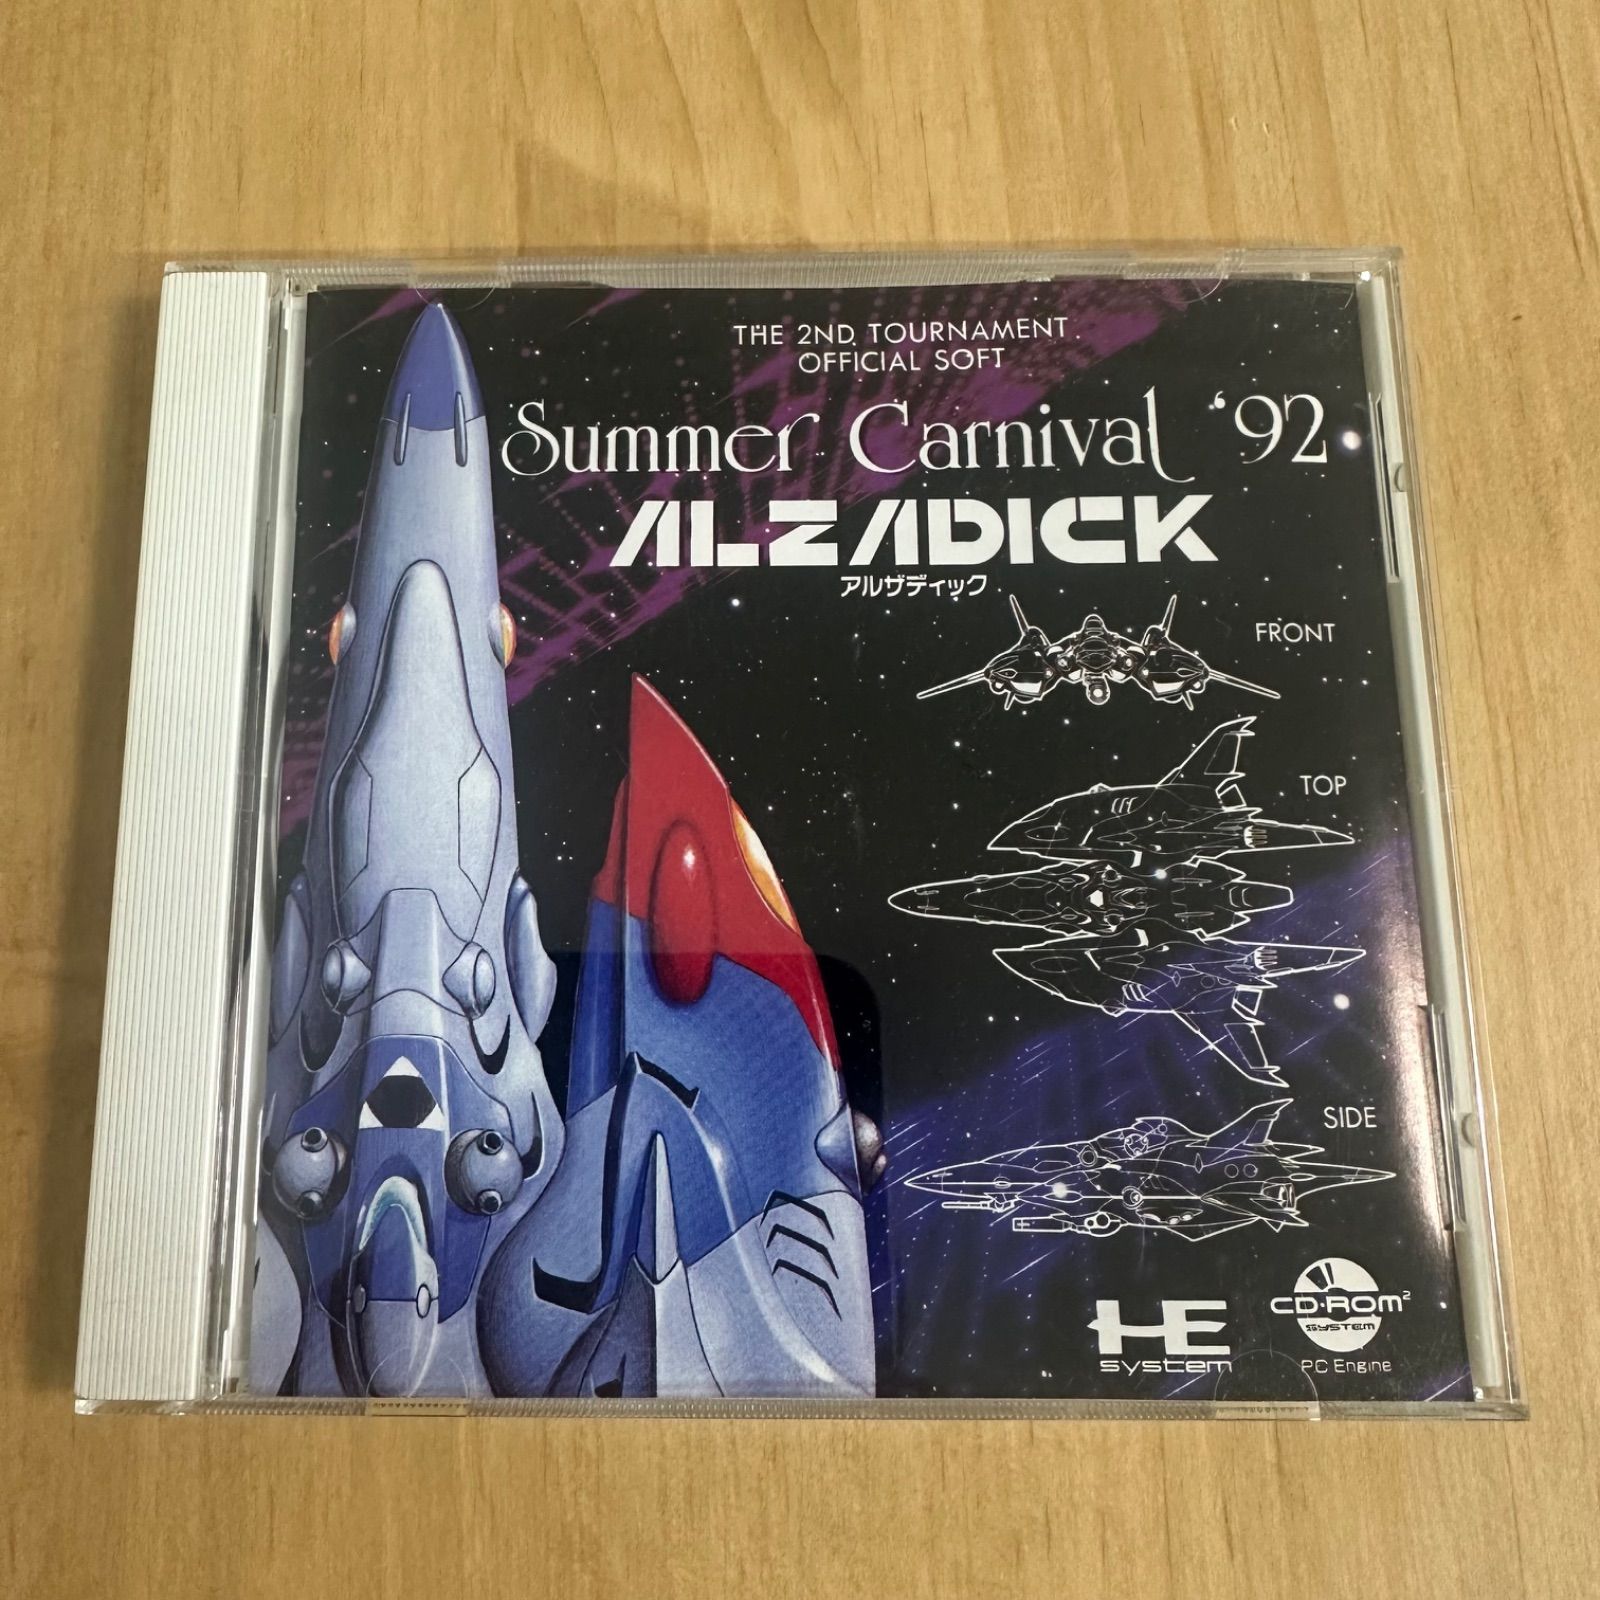 THE 2ND TOURNAMENT
OFFICIAL SOFT
Summer Carnival '92
ALZADICK
アルザディック
FRONT
TOP
SIDE
HE
system
CD・ROM²
SYSTEM
PC Engine